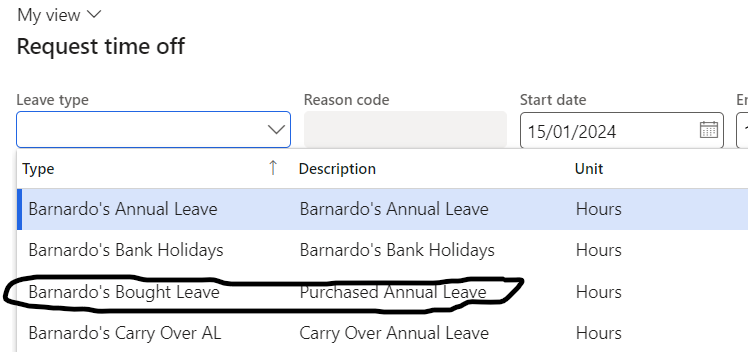 My view
Request time off
Leave type Reason code Start date
15/01/2024
Type Description Unit
Barnardo's Annual Leave Barnardo's Annual Leave Hours
Barnardo's Bank Holidays Barnardo's Bank Holidays Hours
Barnardo's Bought Leave Purchased Annual Leave Hours
Barnardo's Carry Over AL Carry Over Annual Leave Hours